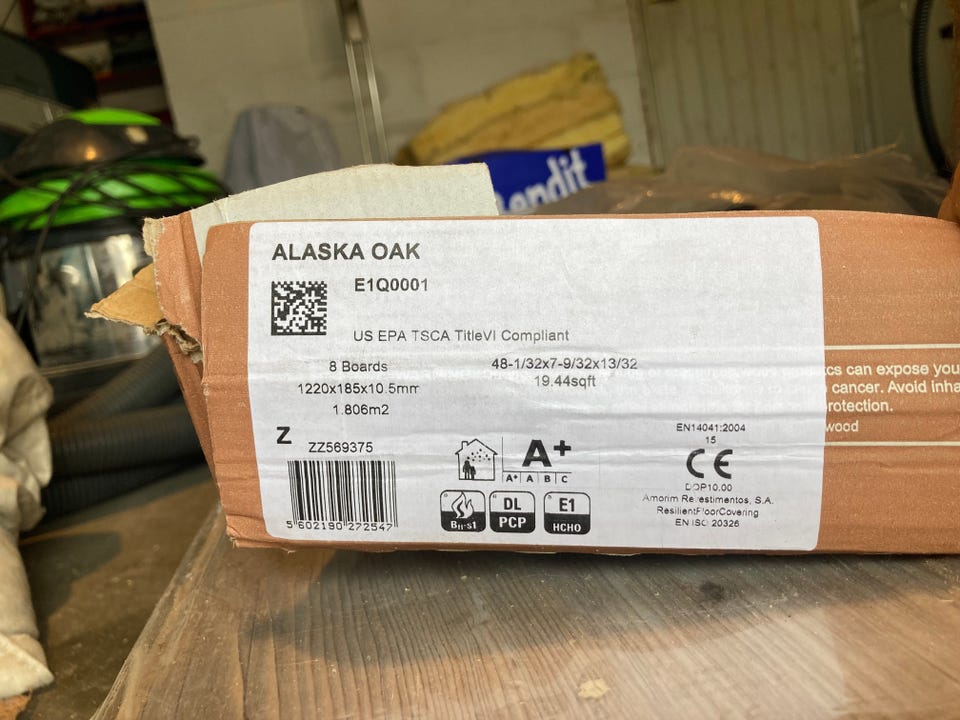 endit
ALASKA OAK
E1Q0001
US EPA TSCA TitleVI Compliant
8 Boards
48-1/32x7-9/32x13/32
1220x185x10.5mm
19.44sqft
1.806m2
Z
ZZ569375
5 602190 272547
A+
A+ A B C
Bfl-s1
DL
PCP
E1
HCHO
EN14041:2004
15
CE
DOP10.00
Amorim Revestimentos, S.A.
ResilientFloorCovering
EN ISO 20326
can expose you
cancer. Avoid
wood